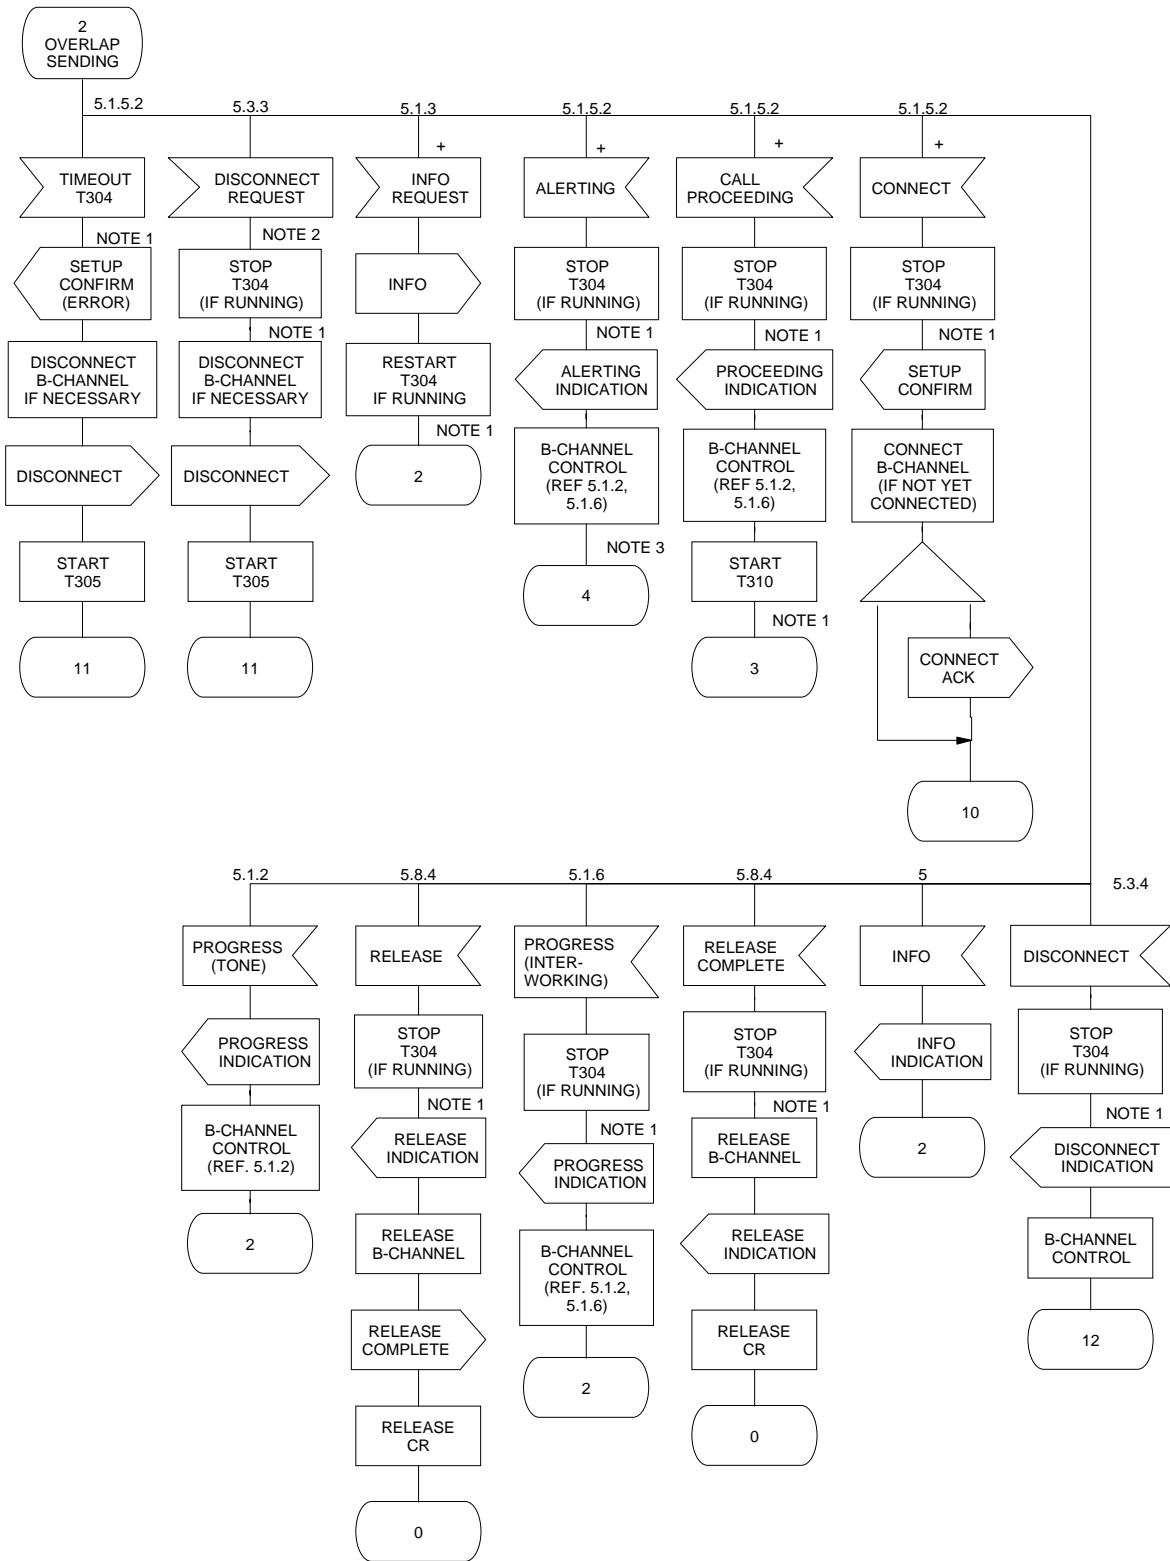 2
OVERLAP
SENDING
5.1.5.2
5.3.3
5.1.3
5.1.5.2
5.1.5.2
5.1.5.2
+
+
+
+
TIMEOUT
T304
DISCONNECT
REQUEST
INFO
REQUEST
ALERTING
CALL
PROCEEDING
CONNECT
NOTE 1
NOTE 2
SETUP
CONFIRM
(ERROR)
STOP
T304
(IF RUNNING)
INFO
STOP
T304
(IF RUNNING)
STOP
T304
(IF RUNNING)
STOP
T304
(IF RUNNING)
NOTE 1
NOTE 1
NOTE 1
NOTE 1
DISCONNECT
B-CHANNEL
IF NECESSARY
DISCONNECT
B-CHANNEL
IF NECESSARY
RESTART
T304
IF RUNNING
ALERTING
INDICATION
PROCEEDING
INDICATION
SETUP
CONFIRM
NOTE 1
DISCONNECT
DISCONNECT
2
B-CHANNEL
CONTROL
(REF 5.1.2,
5.1.6)
B-CHANNEL
CONTROL
(REF 5.1.2,
5.1.6)
CONNECT
B-CHANNEL
(IF NOT YET
CONNECTED)
NOTE 3
START
T305
START
T305
4
START
T310
NOTE 1
11
11
3
CONNECT
ACK
10
5.1.2
5.8.4
5.1.6
5.8.4
5
5.3.4
PROGRESS
(TONE)
RELEASE
PROGRESS
(INTER-
WORKING)
RELEASE
COMPLETE
INFO
DISCONNECT
PROGRESS
INDICATION
STOP
T304
(IF RUNNING)
STOP
T304
(IF RUNNING)
STOP
T304
(IF RUNNING)
INFO
INDICATION
STOP
T304
(IF RUNNING)
NOTE 1
NOTE 1
NOTE 1
NOTE 1
B-CHANNEL
CONTROL
(REF. 5.1.2)
RELEASE
INDICATION
PROGRESS
INDICATION
RELEASE
B-CHANNEL
2
DISCONNECT
INDICATION
2
RELEASE
B-CHANNEL
B-CHANNEL
CONTROL
(REF. 5.1.2,
5.1.6)
RELEASE
INDICATION
B-CHANNEL
CONTROL
RELEASE
COMPLETE
2
RELEASE
CR
12
RELEASE
CR
0
0